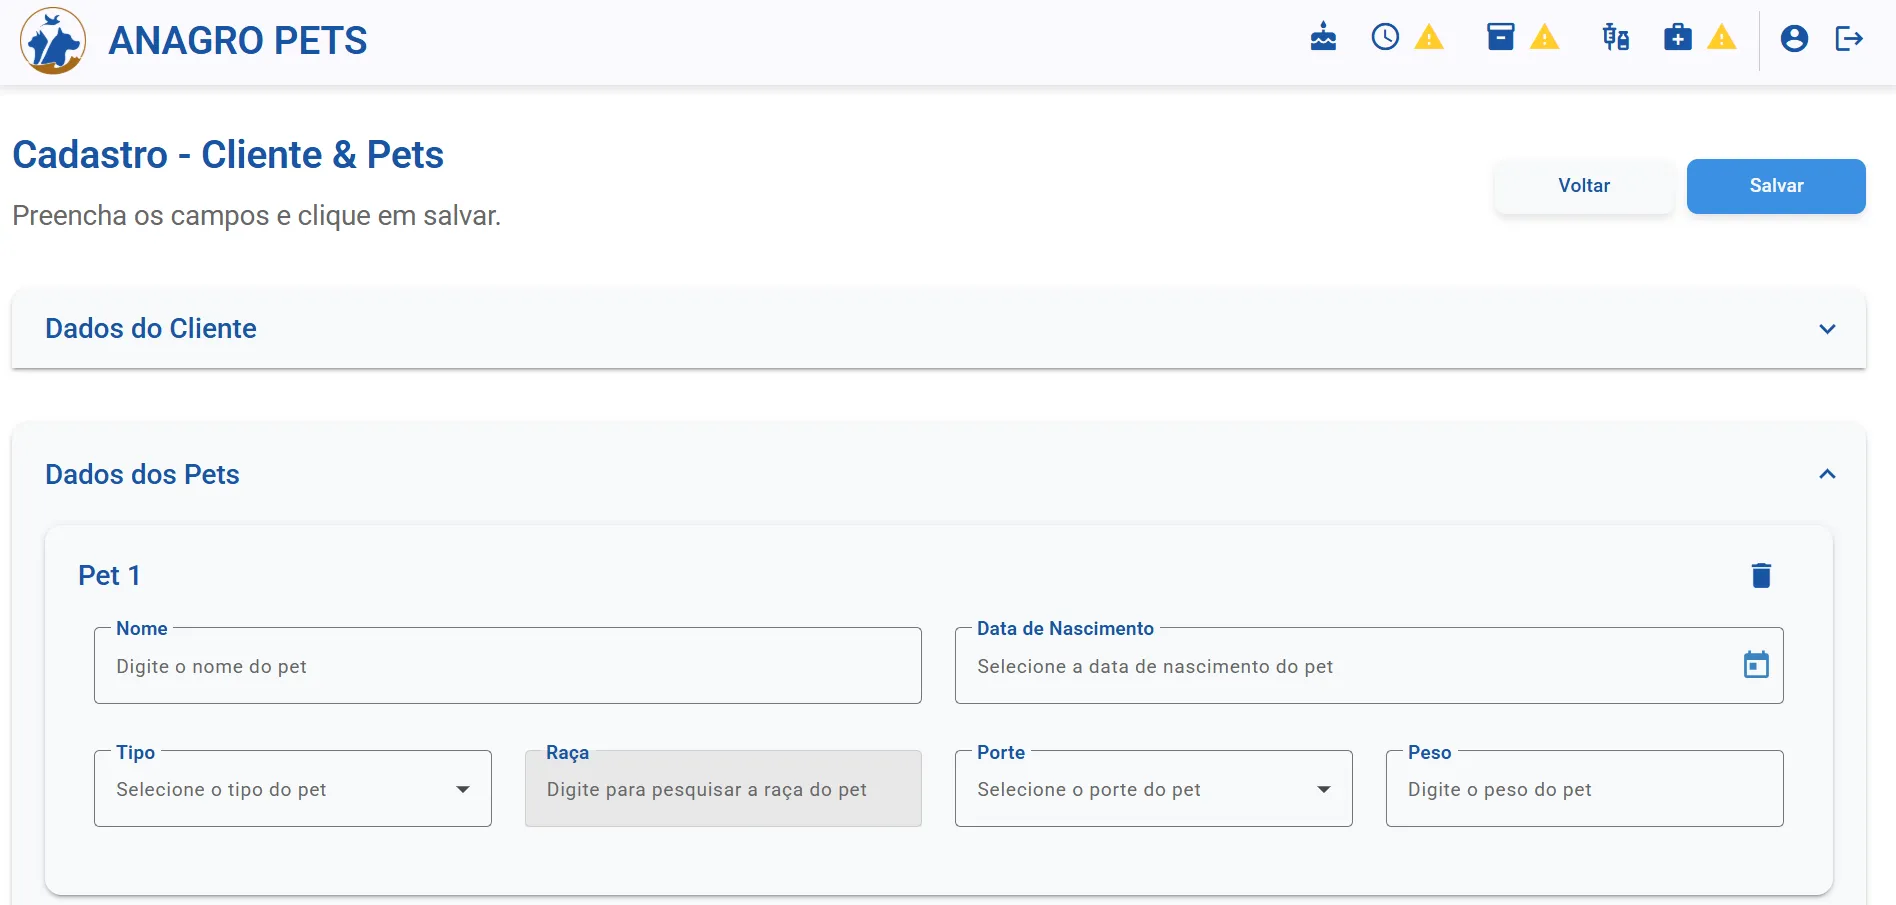 ANAGRO PETS
Cadastro - Cliente & Pets
Preencha os campos e clique em salvar.
Voltar
Salvar
Dados do Cliente
Dados dos Pets
Pet 1
Nome
Digite o nome do pet
Data de Nascimento
Selecione a data de nascimento do pet
Tipo
Selecione o tipo do pet
Raça
Digite para pesquisar a raça do pet
Porte
Selecione o porte do pet
Peso
Digite o peso do pet